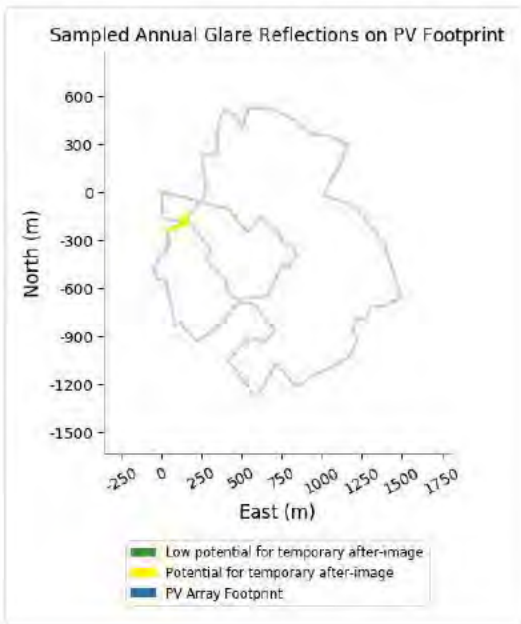 Sampled Annual Glare Reflections on PV Footprint
North (m)
600
300
0
-300
-600
-900
-1200
-1500
-250 0 250 500 750 1000 1250 1500 1750
East (m)
Low potential for temporary after-image
Potential for temporary after-image
PV Array Footprint